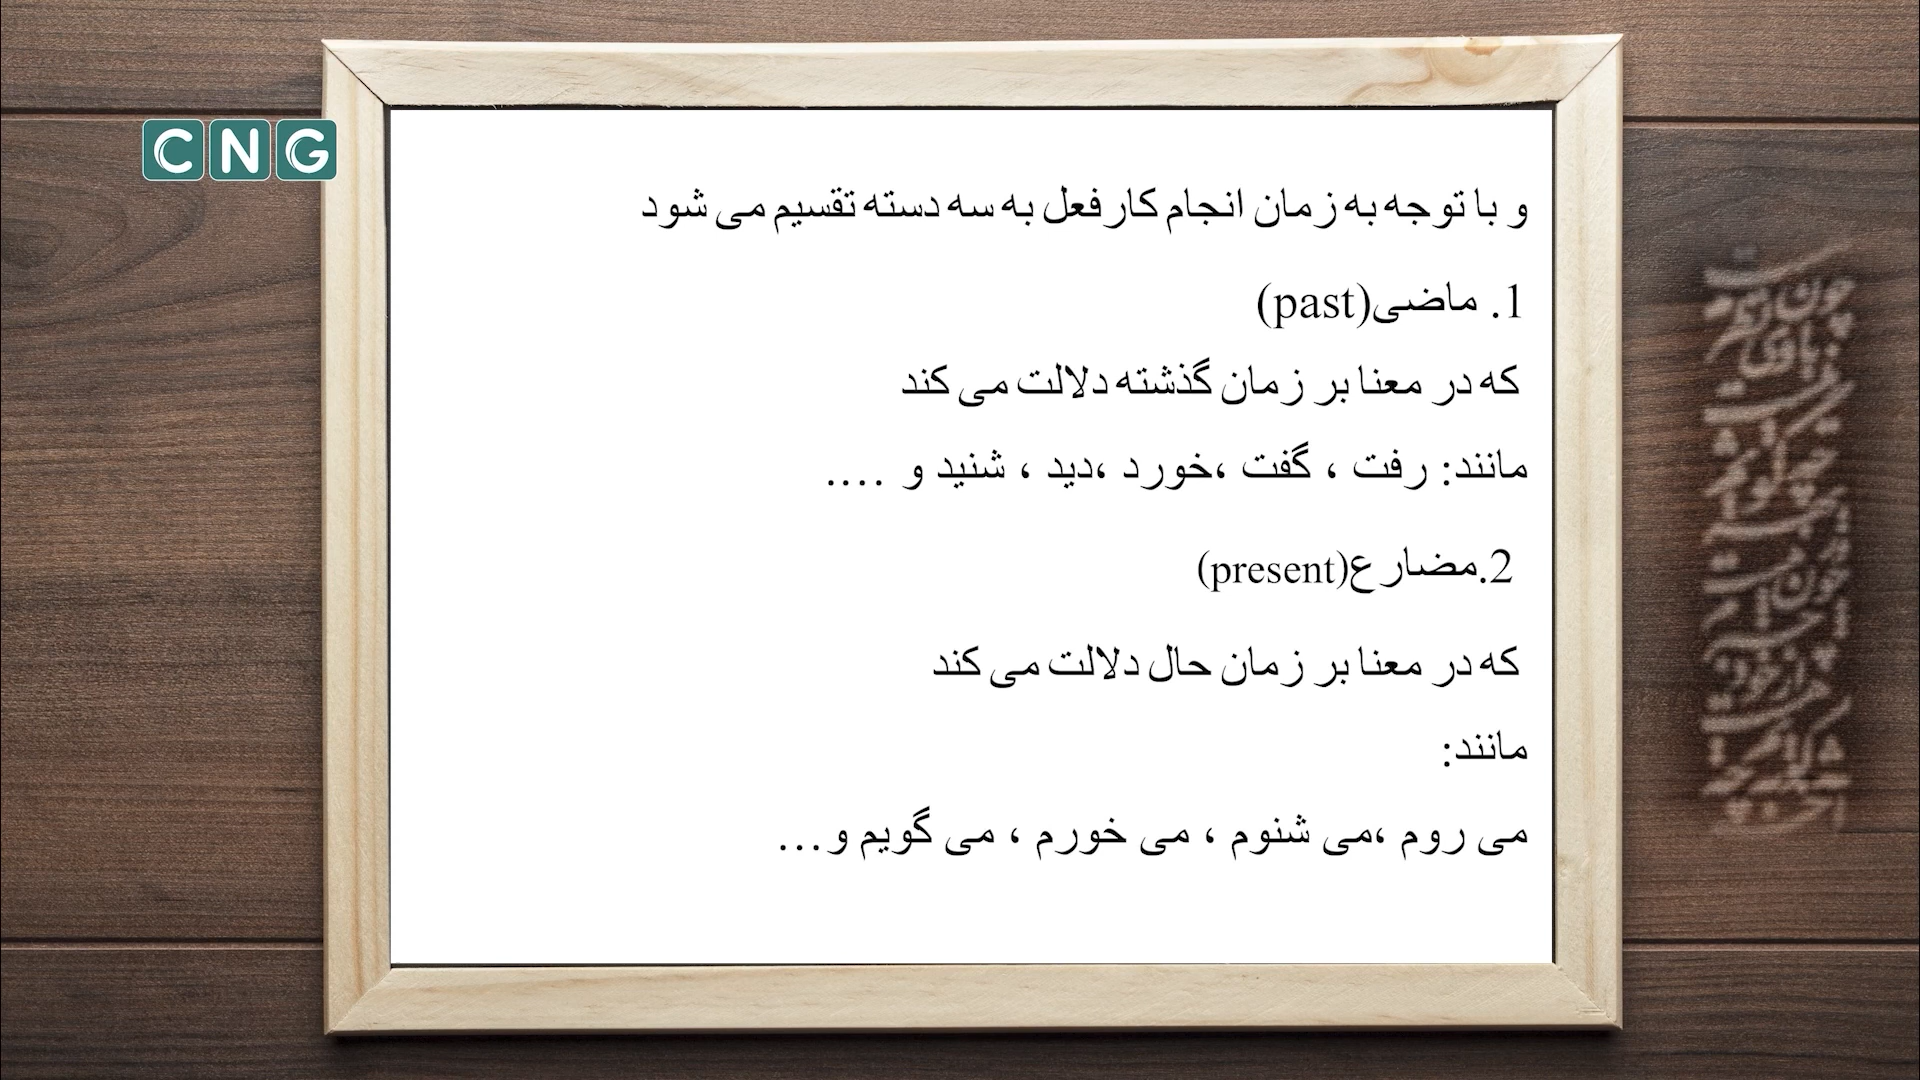 CNG
و با توجه به زمان انجام کار فعل به سه دسته تقسیم می شود
1. ماضی(past)
که در معنا بر زمان گذشته دلالت می کند
مانند: رفت ، گفت ،خورد ،دید ، شنید و ....
2.مضارع(present)
که در معنا بر زمان حال دلالت می کند
مانند:
می روم ،می شنوم ، می خورم ، می گویم و...